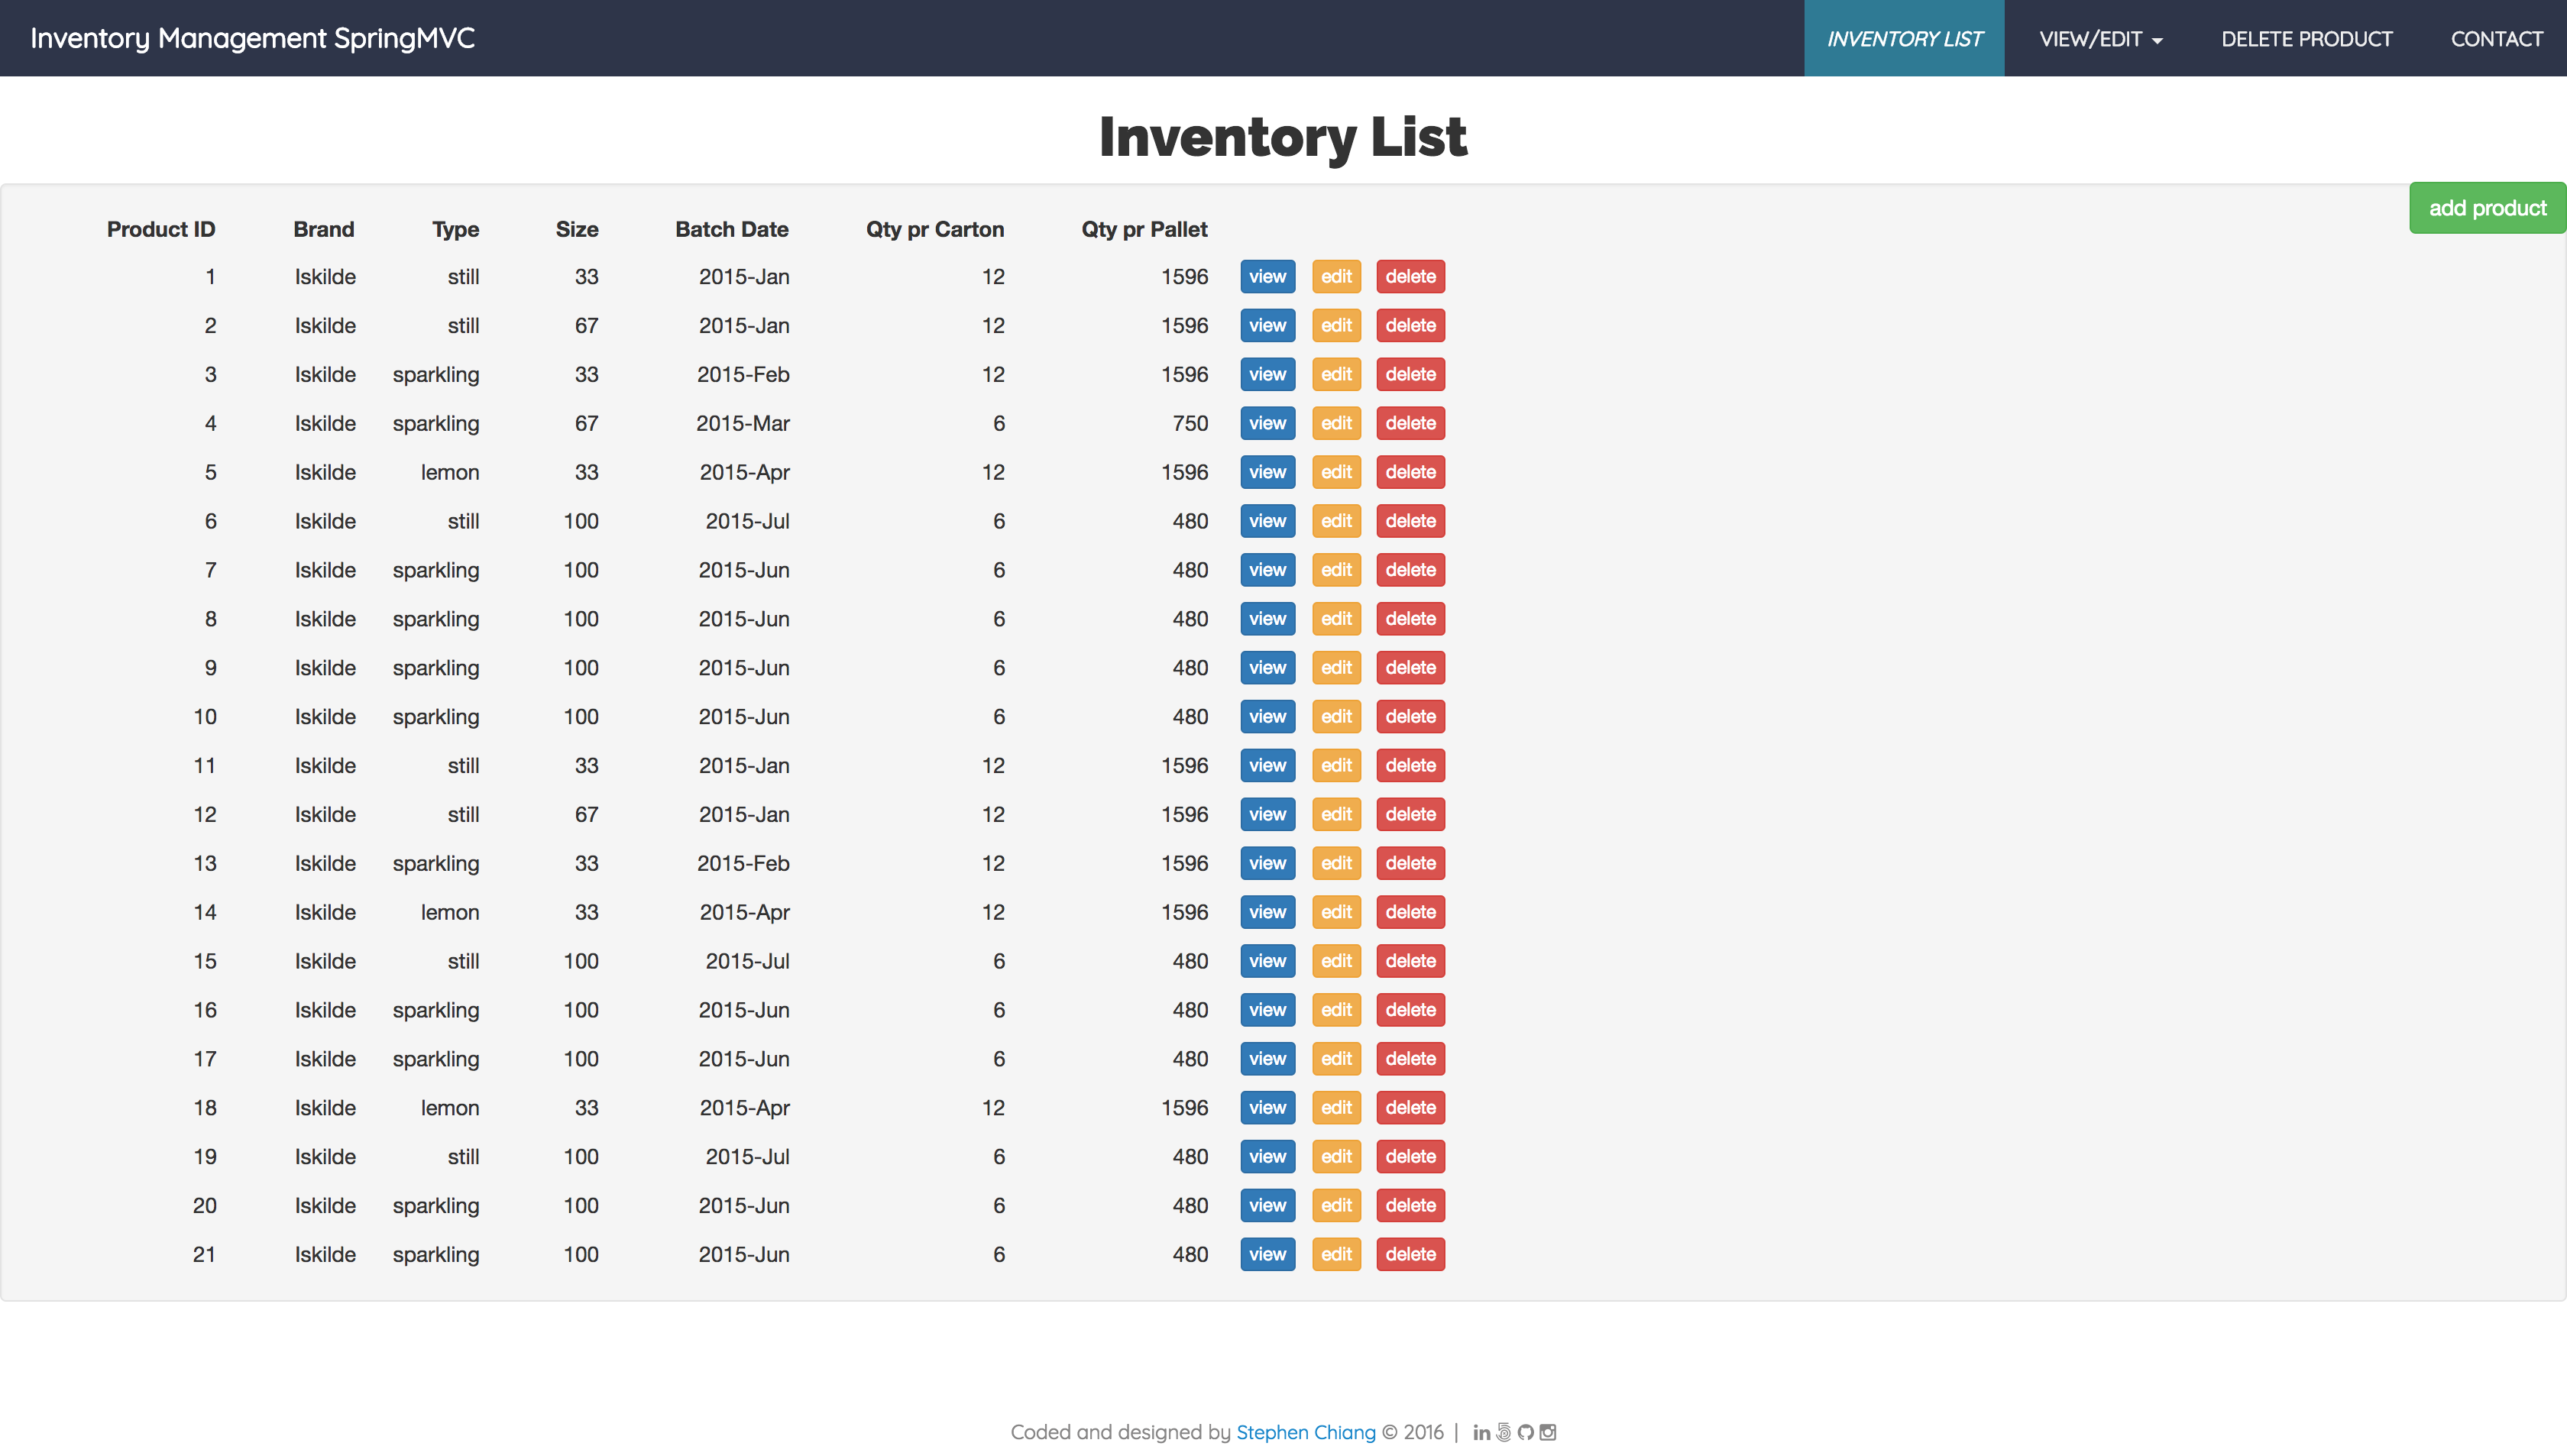 Inventory Management SpringMVC INVENTORY LIST VIEW/EDIT DELETE PRODUCT CONTACT
Inventory List
add product
Product ID Brand Type Size Batch Date Qty pr Carton Qty pr Pallet
1 Iskilde still 33 2015-Jan 12 1596 view edit delete
2 Iskilde still 67 2015-Jan 12 1596 view edit delete
3 Iskilde sparkling 33 2015-Feb 12 1596 view edit delete
4 Iskilde sparkling 67 2015-Mar 6 750 view edit delete
5 Iskilde lemon 33 2015-Apr 12 1596 view edit delete
6 Iskilde still 100 2015-Jul 6 480 view edit delete
7 Iskilde sparkling 100 2015-Jun 6 480 view edit delete
8 Iskilde sparkling 100 2015-Jun 6 480 view edit delete
9 Iskilde sparkling 100 2015-Jun 6 480 view edit delete
10 Iskilde sparkling 100 2015-Jun 6 480 view edit delete
11 Iskilde still 33 2015-Jan 12 1596 view edit delete
12 Iskilde still 67 2015-Jan 12 1596 view edit delete
13 Iskilde sparkling 33 2015-Feb 12 1596 view edit delete
14 Iskilde lemon 33 2015-Apr 12 1596 view edit delete
15 Iskilde still 100 2015-Jul 6 480 view edit delete
16 Iskilde sparkling 100 2015-Jun 6 480 view edit delete
17 Iskilde sparkling 100 2015-Jun 6 480 view edit delete
18 Iskilde lemon 33 2015-Apr 12 1596 view edit delete
19 Iskilde still 100 2015-Jul 6 480 view edit delete
20 Iskilde sparkling 100 2015-Jun 6 480 view edit delete
21 Iskilde sparkling 100 2015-Jun 6 480 view edit delete
Coded and designed by Stephen Chiang © 2016 | in